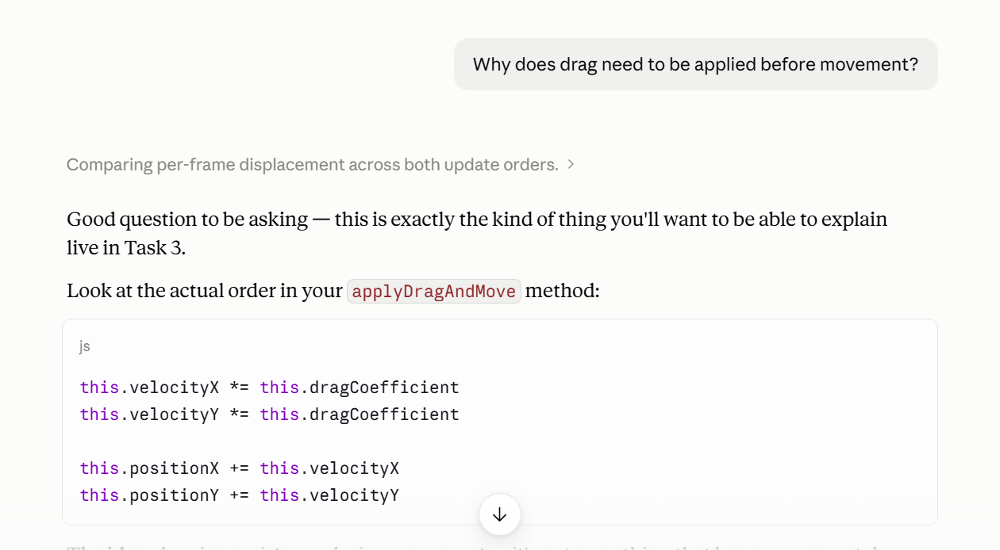 Why does drag need to be applied before movement?
Comparing per-frame displacement across both update orders.
Good question to be asking — this is exactly the kind of thing you'll want to be able to explain
live in Task 3.
Look at the actual order in your applyDragAndMove method:
js
this.velocityX *= this.dragCoefficient
this.velocityY *= this.dragCoefficient
this.positionX += this.velocityX
this.positionY += this.velocityY